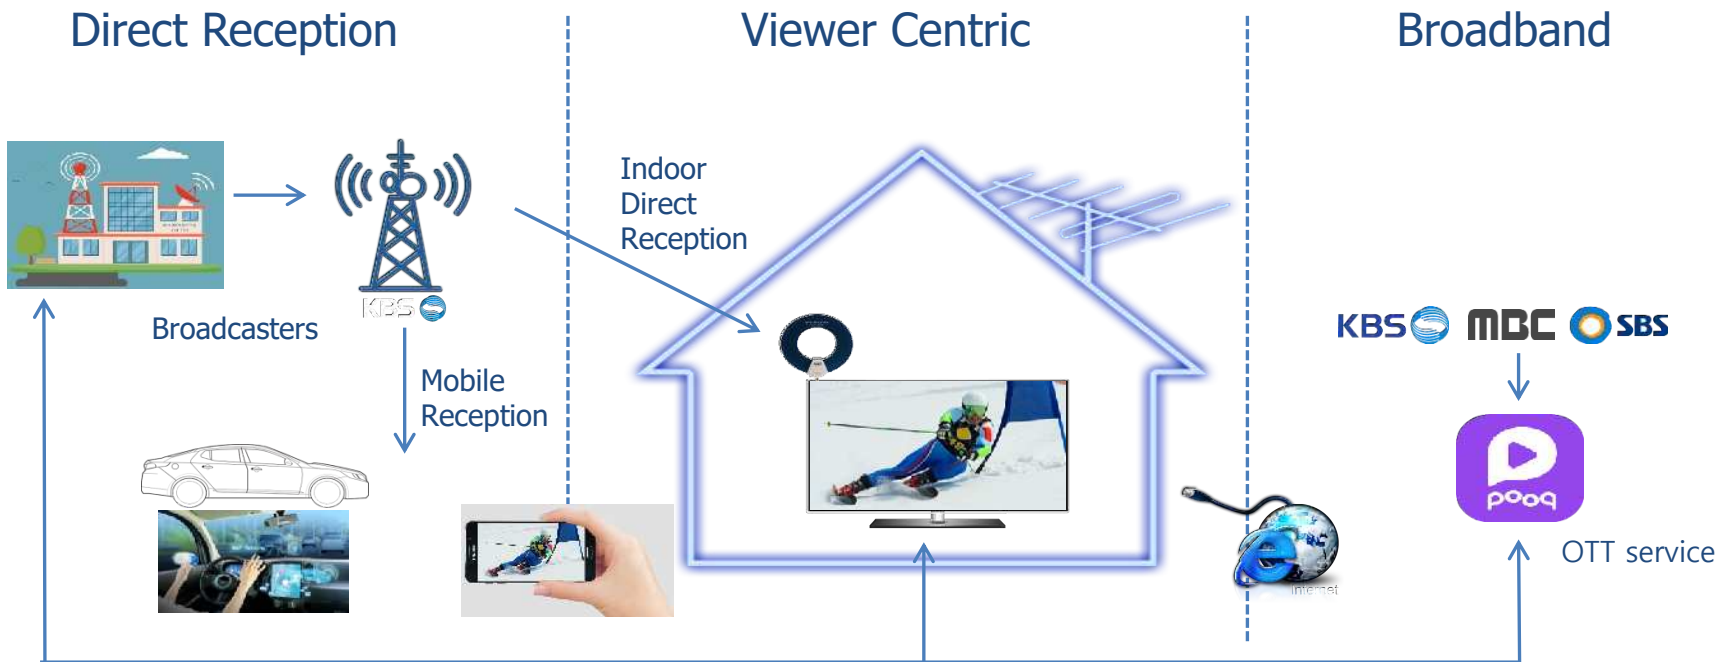 Direct Reception
Viewer Centric
Broadband
Indoor
Direct
Reception
KBS
Broadcasters
KBS MBC SBS
Mobile
Reception
pooq
OTT service
Internet